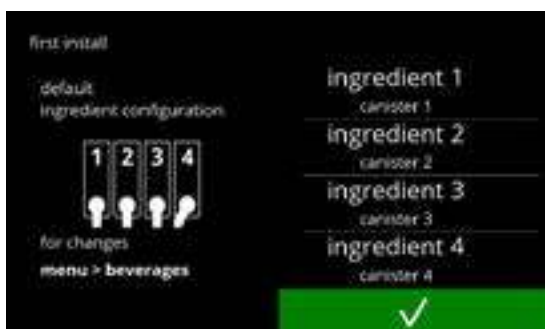 first install
default
ingredient configuration
1 2 3 4
for changes
menu > beverages
ingredient 1
canister 1
ingredient 2
canister 2
ingredient 3
canister 3
ingredient 4
canister 4